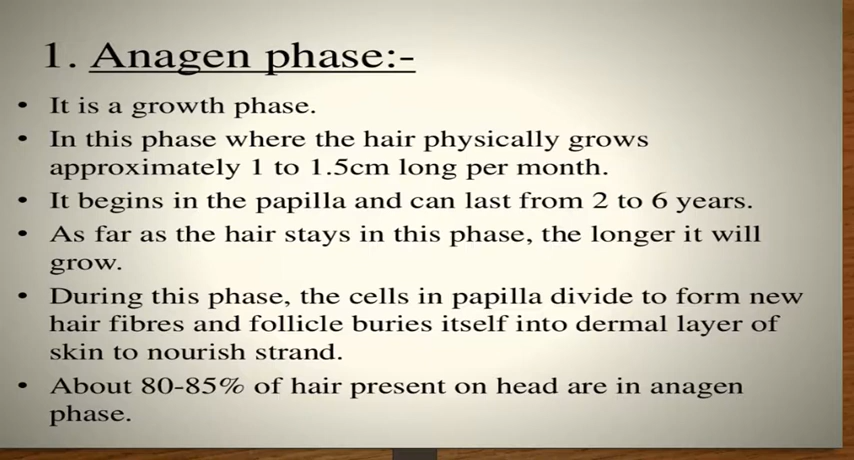 1. Anagen phase:-
• It is a growth phase.
• In this phase where the hair physically grows
approximately 1 to 1.5cm long per month.
• It begins in the papilla and can last from 2 to 6 years.
• As far as the hair stays in this phase, the longer it will
grow.
• During this phase, the cells in papilla divide to form new
hair fibres and follicle buries itself into dermal layer of
skin to nourish strand.
• About 80-85% of hair present on head are in anagen
phase.